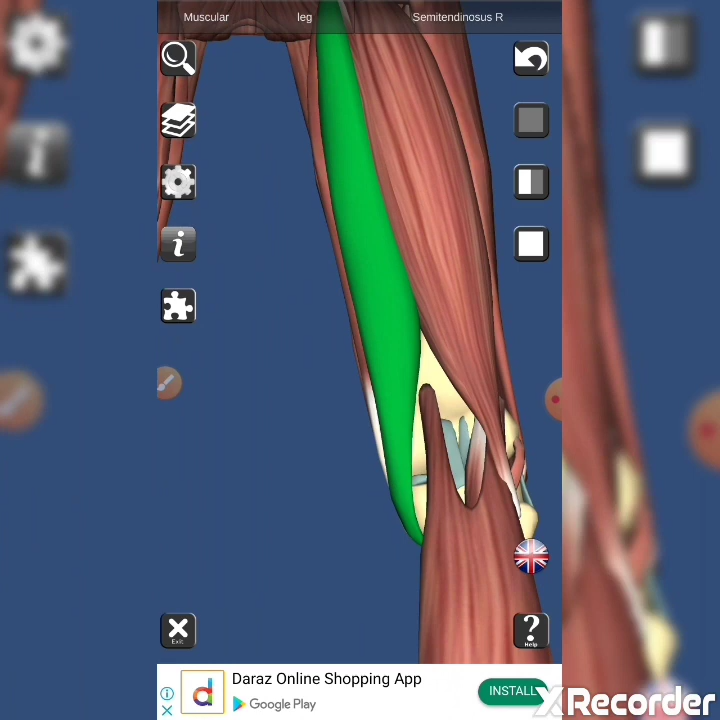 Muscular leg Semitendinosus R
Exit
Help
Daraz Online Shopping App
Google Play
INSTALL
XRecorder